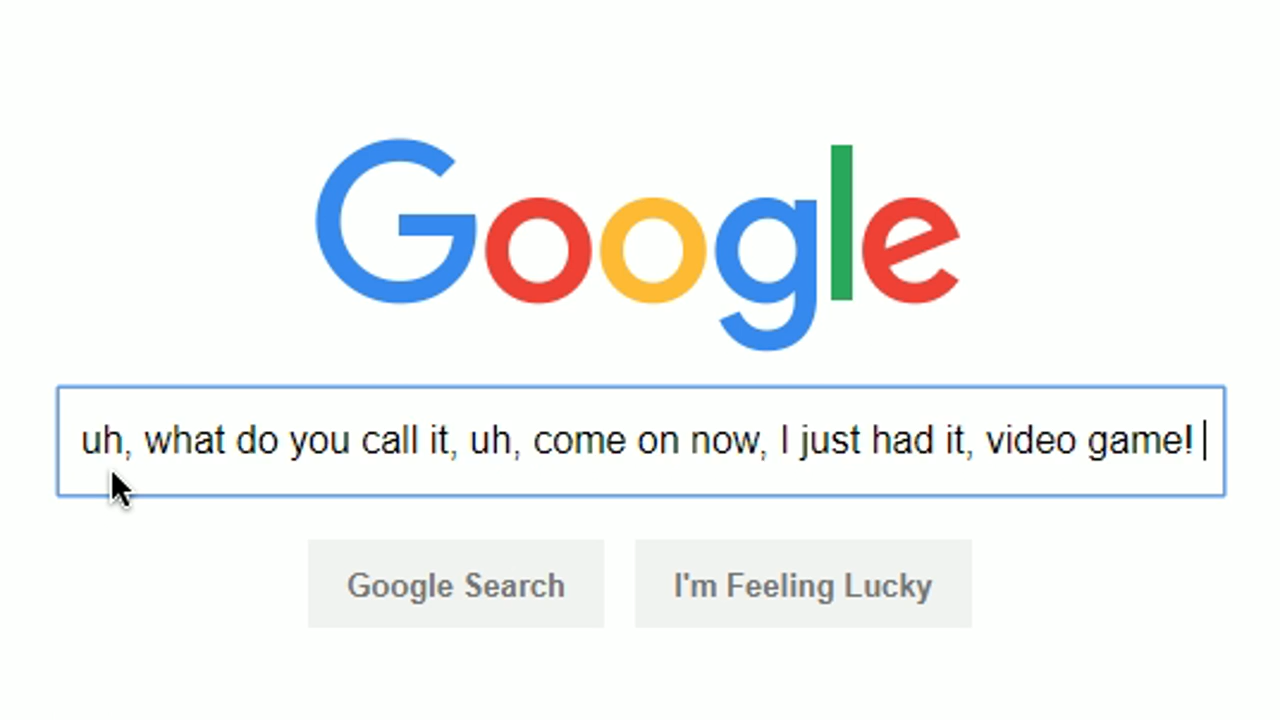 Google
uh, what do you call it, uh, come on now, I just had it, video game!
Google Search
I'm Feeling Lucky